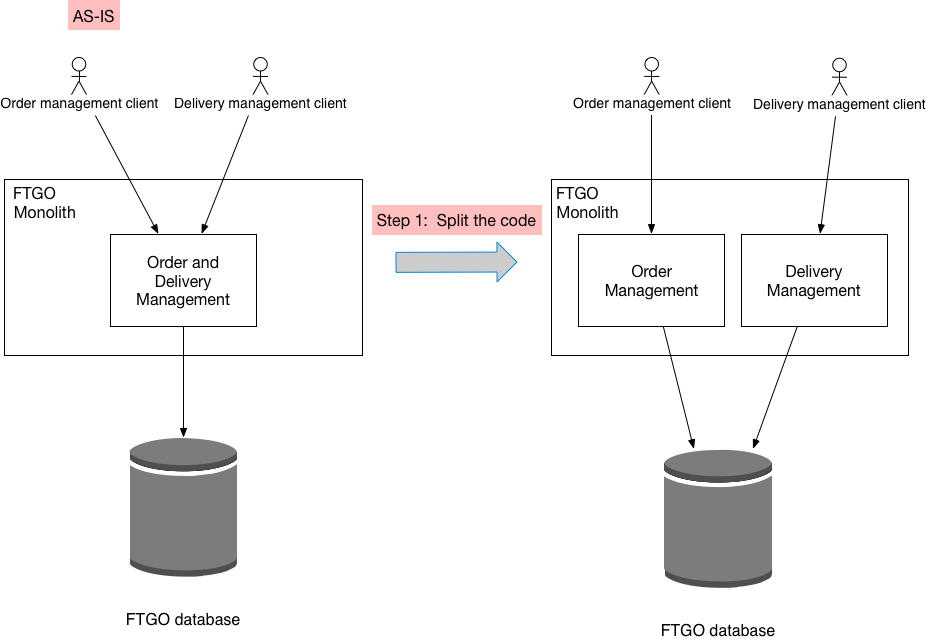 AS-IS
Order management client
Delivery management client
FTGO
Monolith
Order and
Delivery
Management
FTGO database
Step 1:  Split the code
Order management client
Delivery management client
FTGO
Monolith
Order
Management
Delivery
Management
FTGO database